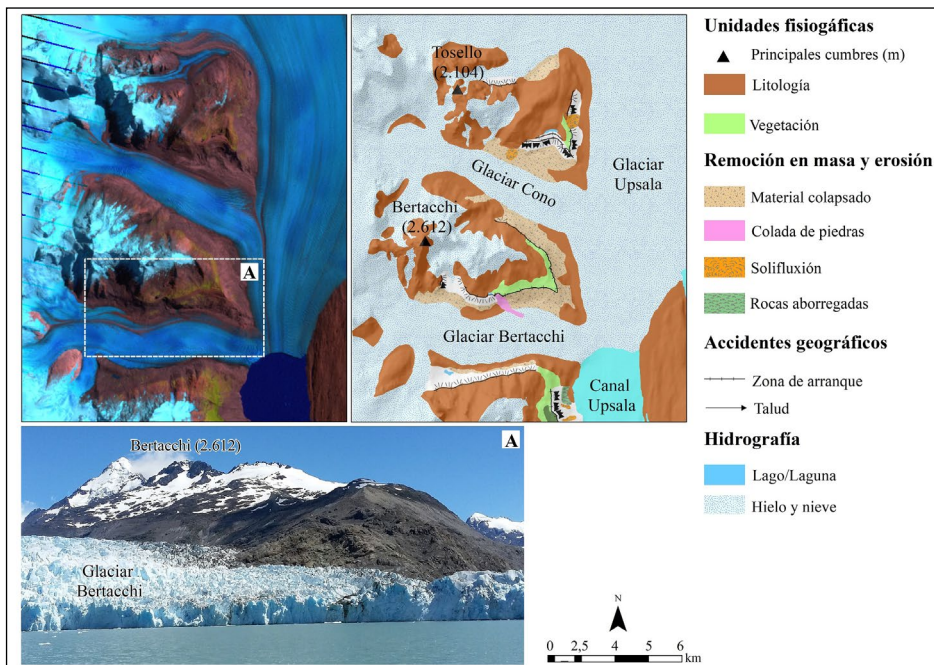 A
Tosello
(2.104)
Glaciar Cono
Glaciar
Upsala
Bertacchi
(2.612)
Glaciar Bertacchi
Canal
Upsala
Bertacchi (2.612)
A
Glaciar
Bertacchi
Unidades fisiogáficas
Principales cumbres (m)
Litología
Vegetación
Remoción en masa y erosión
Material colapsado
Colada de piedras
Solifluxión
Rocas aborregadas
Accidentes geográficos
Zona de arranque
Talud
Hidrografía
Lago/Laguna
Hielo y nieve
N
0 2,5 4 5 6
km